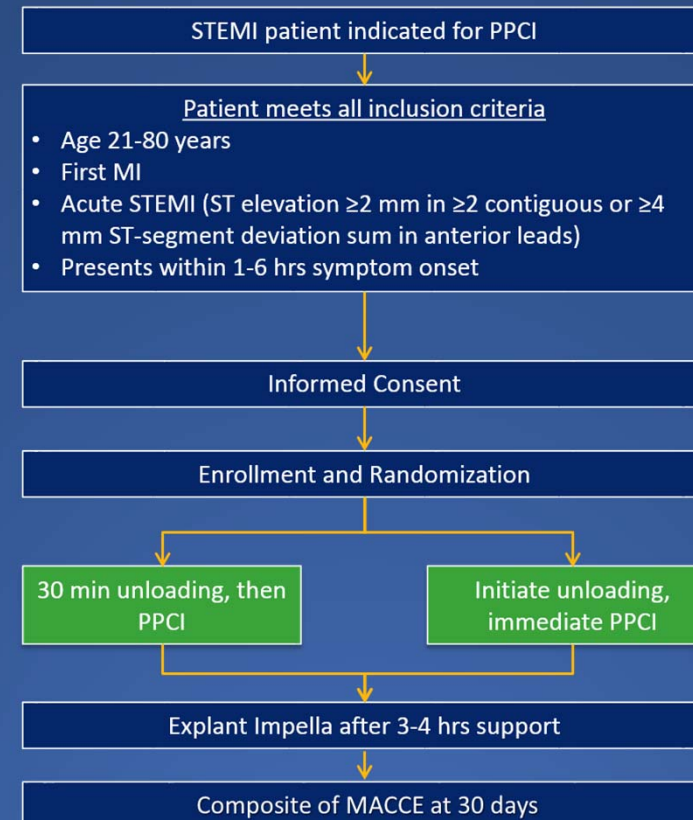 STEMI patient indicated for PPCI
Patient meets all inclusion criteria
• Age 21-80 years
• First MI
• Acute STEMI (ST elevation ≥2 mm in ≥2 contiguous or ≥4
mm ST-segment deviation sum in anterior leads)
• Presents within 1-6 hrs symptom onset
Informed Consent
Enrollment and Randomization
30 min unloading, then
PPCI
Initiate unloading,
immediate PPCI
Explant Impella after 3-4 hrs support
Composite of MACCE at 30 days